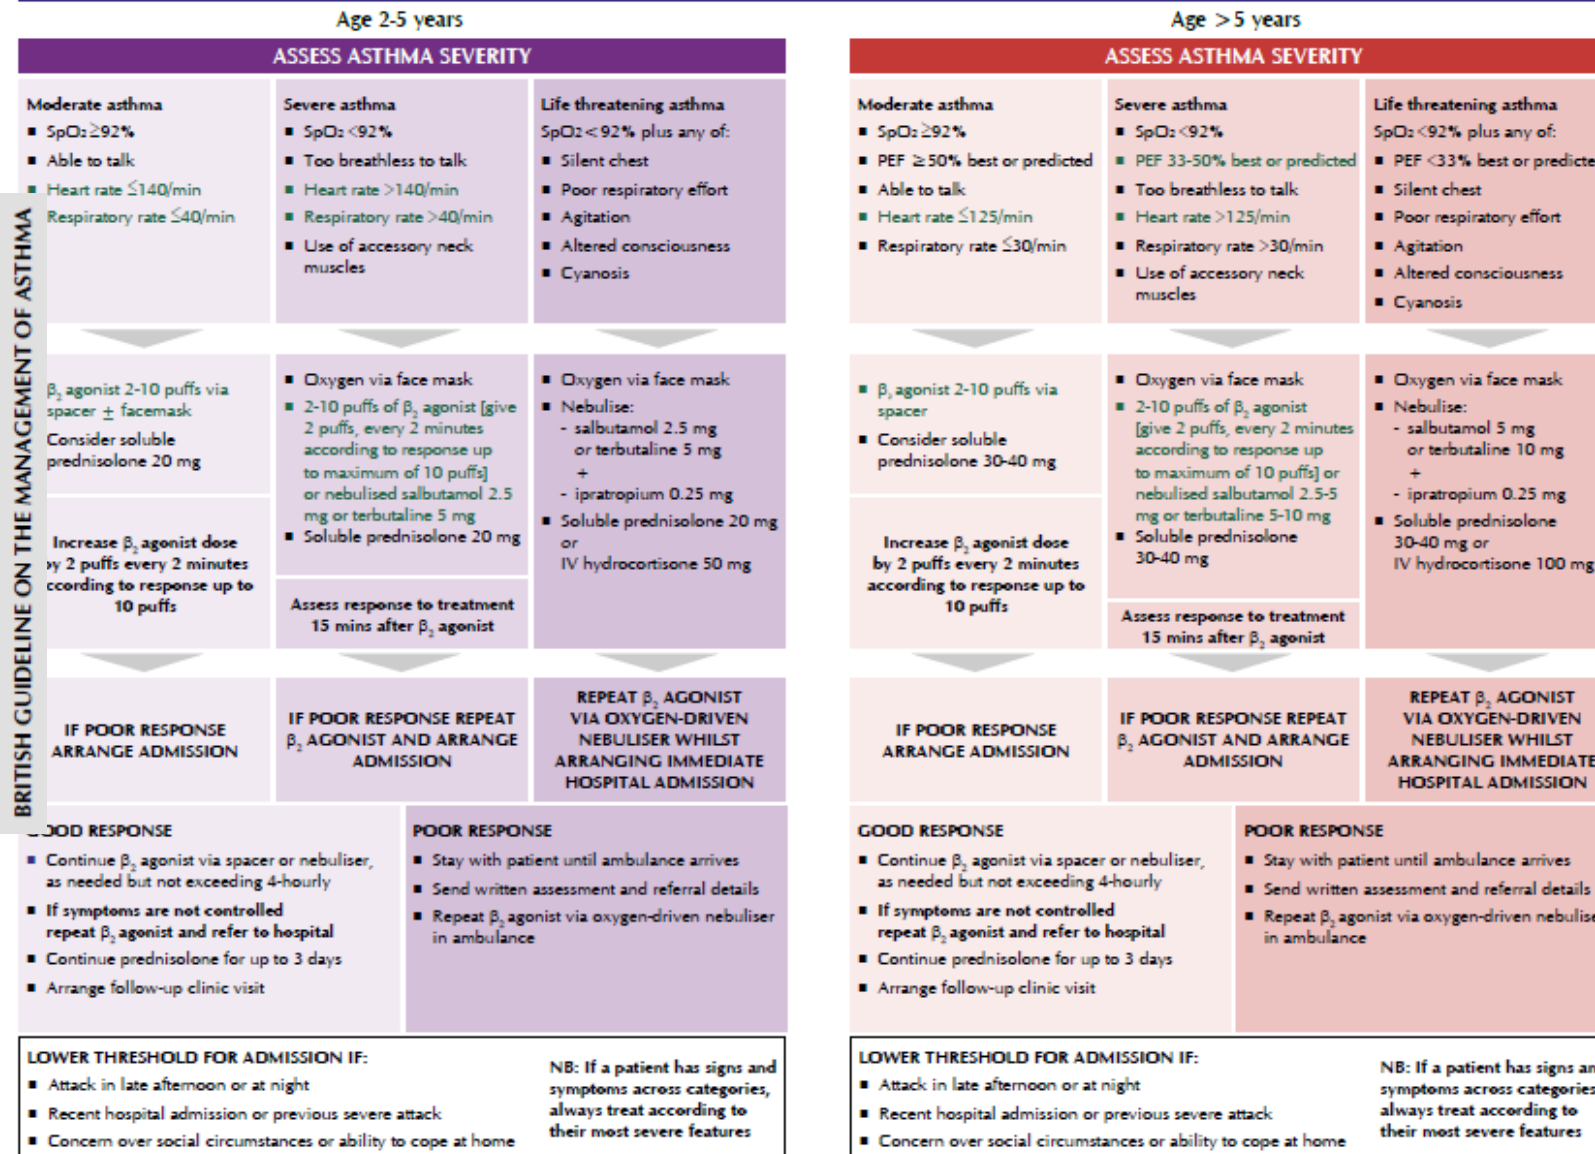 Age 2-5 years
ASSESS ASTHMA SEVERITY
Moderate asthma
■ SpO₂ ≥92%
■ Able to talk
■ Heart rate ≤140/min
Respiratory rate ≤40/min
Severe asthma
■ SpO₂ <92%
■ Too breathless to talk
■ Heart rate >140/min
■ Respiratory rate >40/min
■ Use of accessory neck
muscles
Life threatening asthma
SpO₂ <92% plus any of:
■ Silent chest
■ Poor respiratory effort
■ Agitation
■ Altered consciousness
■ Cyanosis
β₂ agonist 2-10 puffs via
spacer ± facemask
Consider soluble
prednisolone 20 mg
Increase β₂ agonist dose
by 2 puffs every 2 minutes
ccording to response up to
10 puffs
■ Oxygen via face mask
■ 2-10 puffs of β₂ agonist [give
2 puffs, every 2 minutes
according to response up
to maximum of 10 puffs]
or nebulised salbutamol 2.5
mg or terbutaline 5 mg
■ Soluble prednisolone 20 mg
Assess response to treatment
15 mins after β₂ agonist
■ Oxygen via face mask
■ Nebulise:
- salbutamol 2.5 mg
or terbutaline 5 mg
+
- ipratropium 0.25 mg
■ Soluble prednisolone 20 mg
or
IV hydrocortisone 50 mg
IF POOR RESPONSE
ARRANGE ADMISSION
IF POOR RESPONSE REPEAT
β₂ AGONIST AND ARRANGE
ADMISSION
REPEAT β₂ AGONIST
VIA OXYGEN-DRIVEN
NEBULISER WHILST
ARRANGING IMMEDIATE
HOSPITAL ADMISSION
GOOD RESPONSE
■ Continue β₂ agonist via spacer or nebuliser,
as needed but not exceeding 4-hourly
■ If symptoms are not controlled
repeat β₂ agonist and refer to hospital
■ Continue prednisolone for up to 3 days
■ Arrange follow-up clinic visit
POOR RESPONSE
■ Stay with patient until ambulance arrives
■ Send written assessment and referral details
■ Repeat β₂ agonist via oxygen-driven nebuliser
in ambulance
LOWER THRESHOLD FOR ADMISSION IF:
■ Attack in late afternoon or at night
■ Recent hospital admission or previous severe attack
■ Concern over social circumstances or ability to cope at home
NB: If a patient has signs and
symptoms across categories,
always treat according to
their most severe features
BRITISH GUIDELINE ON THE MANAGEMENT OF ASTHMA
Age >5 years
ASSESS ASTHMA SEVERITY
Moderate asthma
■ SpO₂ ≥92%
■ PEF ≥50% best or predicted
■ Able to talk
■ Heart rate ≤125/min
■ Respiratory rate ≤30/min
Severe asthma
■ SpO₂ <92%
■ PEF 33-50% best or predicted
■ Too breathless to talk
■ Heart rate >125/min
■ Respiratory rate >30/min
■ Use of accessory neck
muscles
Life threatening asthma
SpO₂ <92% plus any of:
■ PEF <33% best or predicte
■ Silent chest
■ Poor respiratory effort
■ Agitation
■ Altered consciousness
■ Cyanosis
■ β₂ agonist 2-10 puffs via
spacer
■ Consider soluble
prednisolone 30-40 mg
Increase β₂ agonist dose
by 2 puffs every 2 minutes
according to response up to
10 puffs
■ Oxygen via face mask
■ 2-10 puffs of β₂ agonist
[give 2 puffs, every 2 minutes
according to response up
to maximum of 10 puffs] or
nebulised salbutamol 2.5-5
mg or terbutaline 5-10 mg
■ Soluble prednisolone
30-40 mg
Assess response to treatment
15 mins after β₂ agonist
■ Oxygen via face mask
■ Nebulise:
- salbutamol 5 mg
or terbutaline 10 mg
+
- ipratropium 0.25 mg
■ Soluble prednisolone
30-40 mg or
IV hydrocortisone 100 mg
IF POOR RESPONSE
ARRANGE ADMISSION
IF POOR RESPONSE REPEAT
β₂ AGONIST AND ARRANGE
ADMISSION
REPEAT β₂ AGONIST
VIA OXYGEN-DRIVEN
NEBULISER WHILST
ARRANGING IMMEDIATE
HOSPITAL ADMISSION
GOOD RESPONSE
■ Continue β₂ agonist via spacer or nebuliser,
as needed but not exceeding 4-hourly
■ If symptoms are not controlled
repeat β₂ agonist and refer to hospital
■ Continue prednisolone for up to 3 days
■ Arrange follow-up clinic visit
POOR RESPONSE
■ Stay with patient until ambulance arrives
■ Send written assessment and referral details
■ Repeat β₂ agonist via oxygen-driven nebulise
in ambulance
LOWER THRESHOLD FOR ADMISSION IF:
■ Attack in late afternoon or at night
■ Recent hospital admission or previous severe attack
■ Concern over social circumstances or ability to cope at home
NB: If a patient has signs an
symptoms across categories
always treat according to
their most severe features